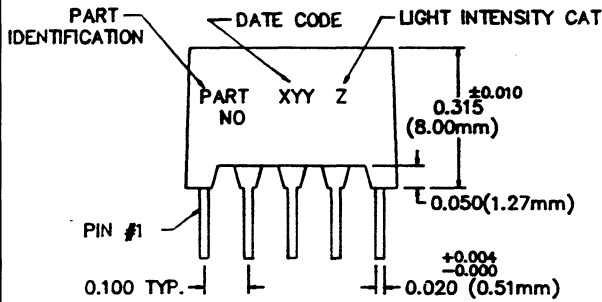 PART IDENTIFICATION
DATE CODE
LIGHT INTENSITY CAT
PART NO
XYY
Z
0.315 ±0.010
(8.00mm)
0.050(1.27mm)
PIN #1
0.100 TYP.
+0.004
-0.000
0.020 (0.51mm)